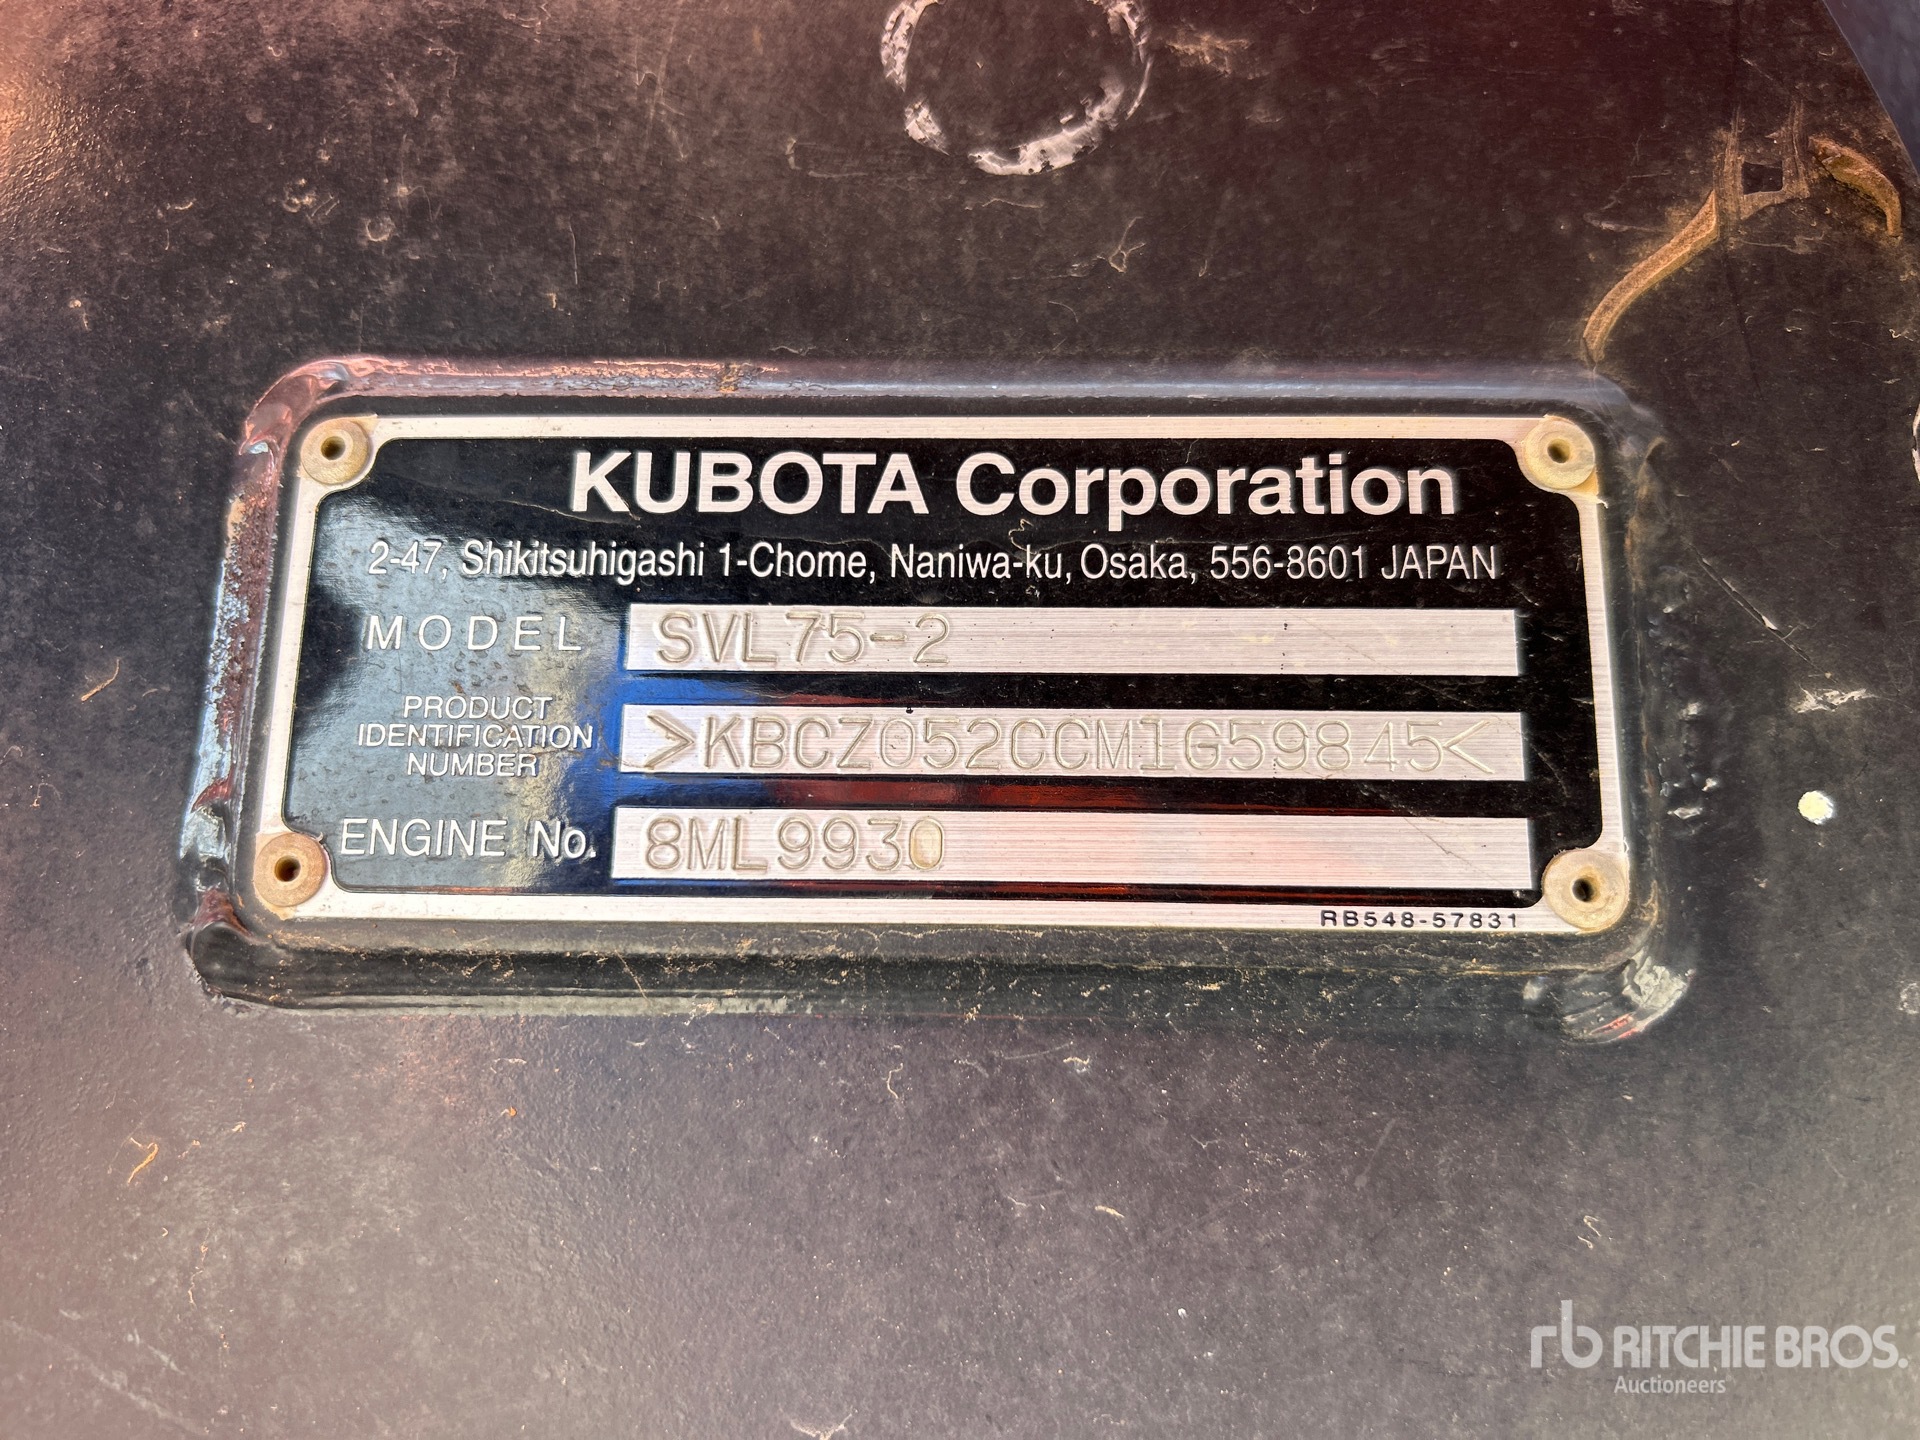 KUBOTA Corporation
2-47, Shikitsuhigashi 1-Chome, Naniwa-ku, Osaka, 556-8601 JAPAN
MODEL SVL75-2
PRODUCT
IDENTIFICATION
NUMBER
>KBCZ052CCM1G59845<
ENGINE No. 8ML9930
RB548-57831
rb RITCHIE BROS.
Auctioneers